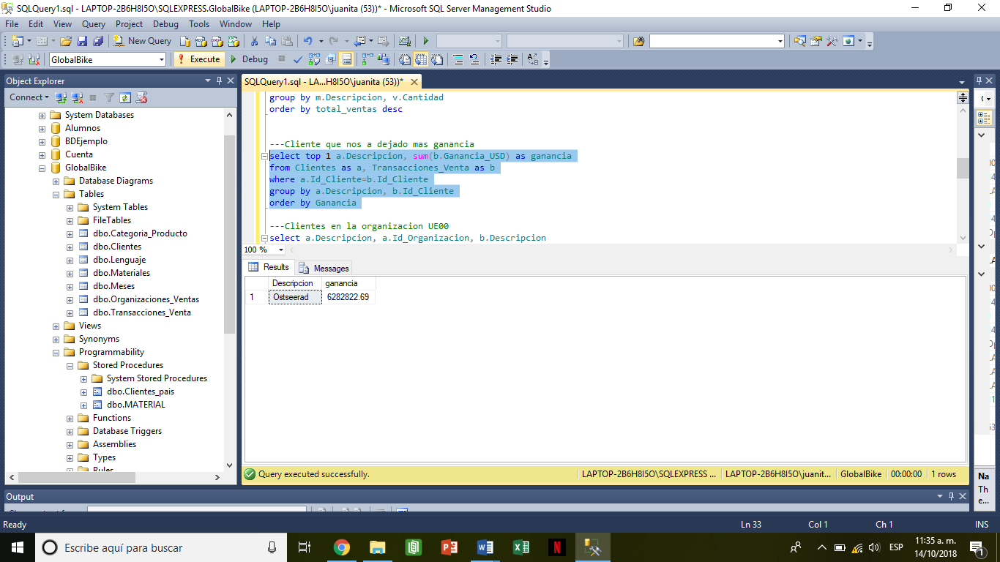 SQLQuery1.sql - LAPTOP-2B6H8I5O\SQLEXPRESS.GlobalBike (LAPTOP-2B6H8I5O\juanita (53))* - Microsoft SQL Server Management Studio
File Edit View Query Project Debug Tools Window Help
New Query
GlobalBike Execute Debug
Object Explorer
Connect
System Databases
Alumnos
BDEjemplo
Cuenta
GlobalBike
Database Diagrams
Tables
System Tables
FileTables
dbo.Categoria_Producto
dbo.Clientes
dbo.Lenguaje
dbo.Materiales
dbo.Meses
dbo.Organizaciones_Ventas
dbo.Transacciones_Venta
Views
Synonyms
Programmability
Stored Procedures
System Stored Procedures
dbo.Clientes_pais
dbo.MATERIAL
Functions
Database Triggers
Assemblies
Types
Rules
SQLQuery1.sql - LA...H8I5O\juanita (53))*
group by m.Descripcion, v.Cantidad
order by total_ventas desc
---Cliente que nos a dejado mas ganancia
select top 1 a.Descripcion, sum(b.Ganancia_USD) as ganancia
from Clientes as a, Transacciones_Venta as b
where a.Id_Cliente=b.Id_Cliente
group by a.Descripcion, b.Id_Cliente
order by Ganancia
---Clientes en la organizacion UE00
select a.Descripcion, a.Id_Organizacion, b.Descripcion
100 %
Results Messages
Descripcion ganancia
1 Ostseerad 6282822.69
Query executed successfully. LAPTOP-2B6H8I5O\SQLEXPRESS ... LAPTOP-2B6H8I5O\juanit... GlobalBike 00:00:00 1 rows
Na
Th
e...
Output
Ready Ln 33 Col 1 Ch 1 INS
Escribe aquí para buscar
ESP
11:35 a. m.
14/10/2018
1